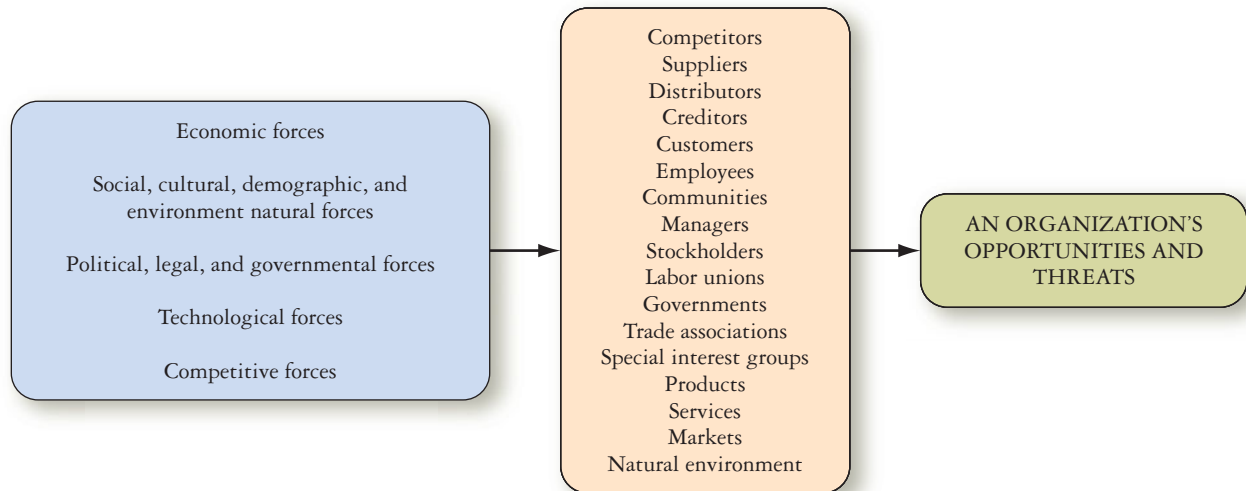 Economic forces
Social, cultural, demographic, and
environment natural forces
Political, legal, and governmental forces
Technological forces
Competitive forces
Competitors
Suppliers
Distributors
Creditors
Customers
Employees
Communities
Managers
Stockholders
Labor unions
Governments
Trade associations
Special interest groups
Products
Services
Markets
Natural environment
AN ORGANIZATION’S
OPPORTUNITIES AND
THREATS